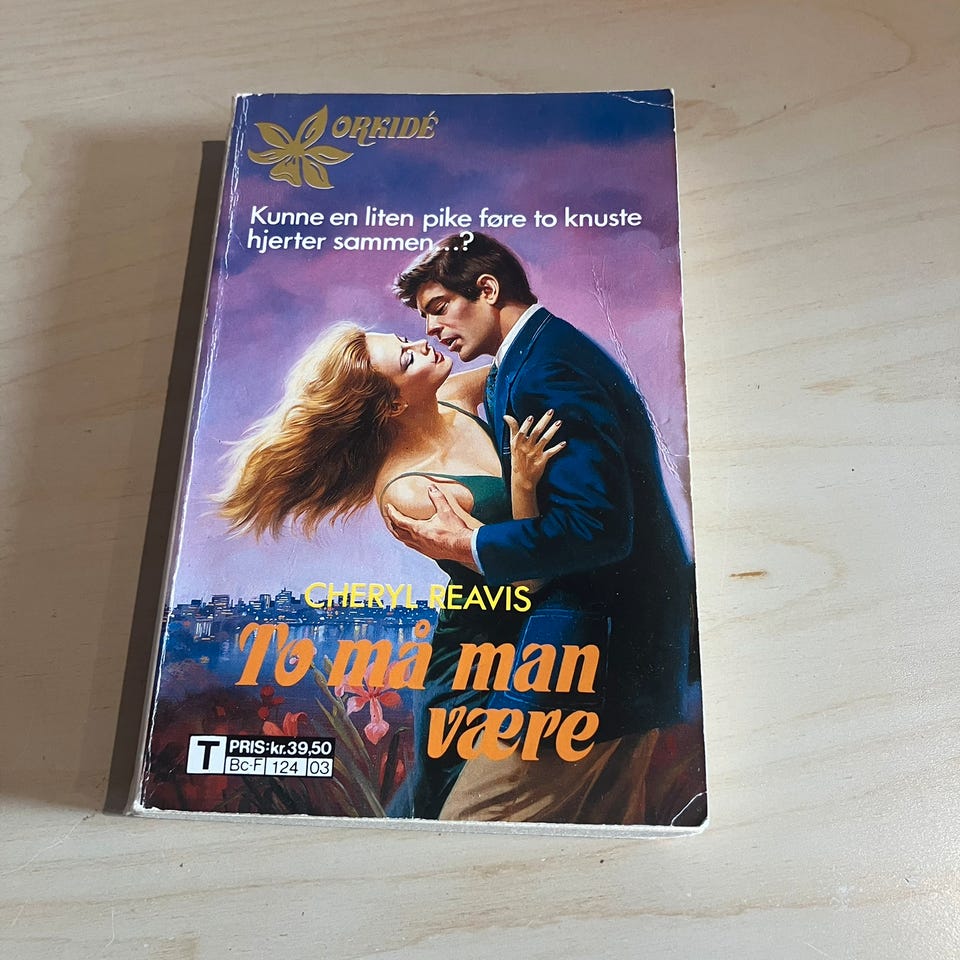 ORKIDÉ
Kunne en liten pike føre to knuste
hjerter sammen...?
CHERYL REAVIS
To må man
være
T PRIS:kr.39,50
Bc-F 124 03